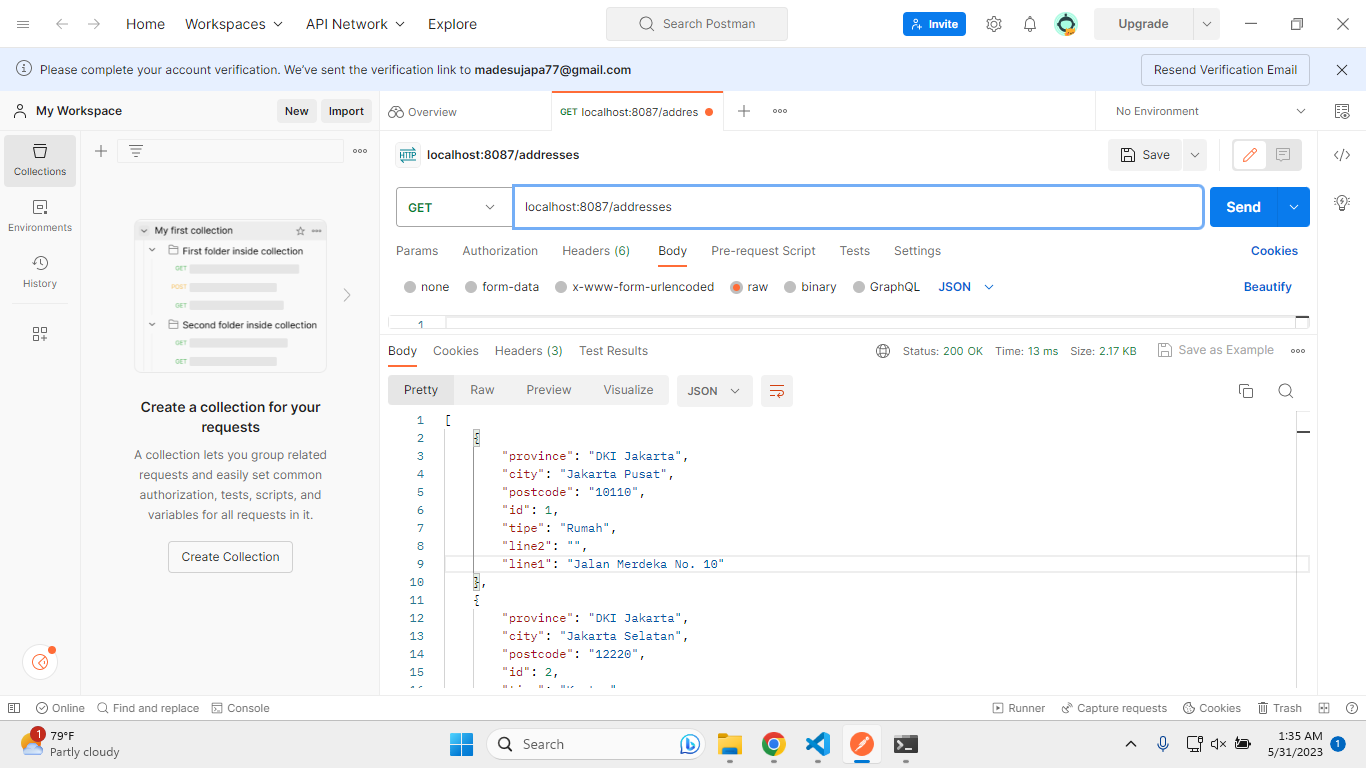 Home Workspaces API Network Explore Search Postman Invite Upgrade
Please complete your account verification. We've sent the verification link to madesujapa77@gmail.com Resend Verification Email
My Workspace New Import Overview GET localhost:8087/addres No Environment
Collections
Environments
History
My first collection
First folder inside collection
GET
POST
GET
Second folder inside collection
GET
GET
Create a collection for your
requests
A collection lets you group related
requests and easily set common
authorization, tests, scripts, and
variables for all requests in it.
Create Collection
HTTP localhost:8087/addresses Save
GET localhost:8087/addresses Send
Params Authorization Headers (6) Body Pre-request Script Tests Settings Cookies
none form-data x-www-form-urlencoded raw binary GraphQL JSON Beautify
1
Body Cookies Headers (3) Test Results Status: 200 OK Time: 13 ms Size: 2.17 KB Save as Example
Pretty Raw Preview Visualize JSON
1 [
2 {
3 "province": "DKI Jakarta",
4 "city": "Jakarta Pusat",
5 "postcode": "10110",
6 "id": 1,
7 "tipe": "Rumah",
8 "line2": "",
9 "line1": "Jalan Merdeka No. 10"
10 },
11 {
12 "province": "DKI Jakarta",
13 "city": "Jakarta Selatan",
14 "postcode": "12220",
15 "id": 2,
Online Find and replace Console Runner Capture requests Cookies Trash
1 79°F
Partly cloudy
Search
1:35 AM
5/31/2023 1